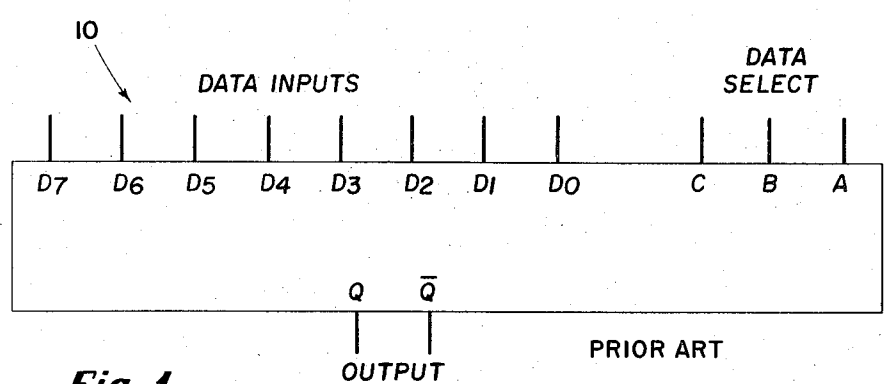 10
DATA INPUTS
DATA
SELECT
D7 D6 D5 D4 D3 D2 D1 D0 C B A
Q Q̅
OUTPUT
PRIOR ART
Fig. 1